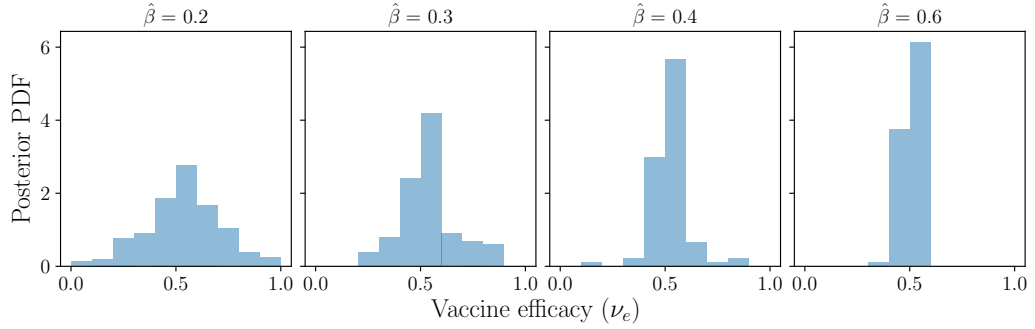 β̂ = 0.2
β̂ = 0.3
β̂ = 0.4
β̂ = 0.6
Posterior PDF
6
4
2
0
0.0 0.5 1.0
0.0 0.5 1.0
0.0 0.5 1.0
0.0 0.5 1.0
Vaccine efficacy (νₑ)